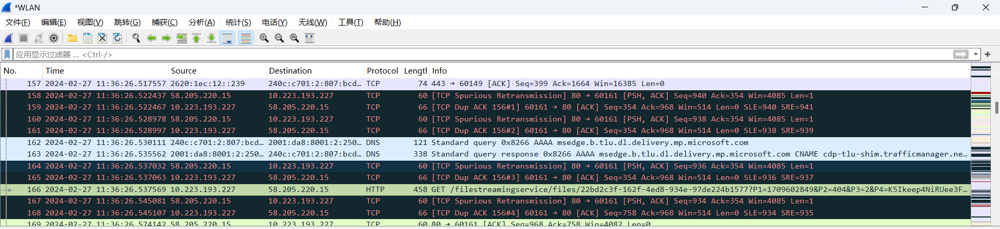 *WLAN
文件(F) 编辑(E) 视图(V) 跳转(G) 捕获(C) 分析(A) 统计(S) 电话(Y) 无线(W) 工具(T) 帮助(H)
应用显示过滤器 … <Ctrl-/>
No. Time Source Destination Protocol Length Info
157 2024-02-27 11:36:26.517557 2620:1ec:12::239 240c:c701:2:807:bcd… TCP 74 443 → 60149 [ACK] Seq=399 Ack=1664 Win=16385 Len=0
158 2024-02-27 11:36:26.522437 58.205.220.15 10.223.193.227 TCP 60 [TCP Spurious Retransmission] 80 → 60161 [PSH, ACK] Seq=940 Ack=354 Win=4085 Len=1
159 2024-02-27 11:36:26.522467 10.223.193.227 58.205.220.15 TCP 66 [TCP Dup ACK 156#1] 60161 → 80 [ACK] Seq=354 Ack=968 Win=514 Len=0 SLE=940 SRE=941
160 2024-02-27 11:36:26.528978 58.205.220.15 10.223.193.227 TCP 60 [TCP Spurious Retransmission] 80 → 60161 [PSH, ACK] Seq=938 Ack=354 Win=4085 Len=1
161 2024-02-27 11:36:26.528997 10.223.193.227 58.205.220.15 TCP 66 [TCP Dup ACK 156#2] 60161 → 80 [ACK] Seq=354 Ack=968 Win=514 Len=0 SLE=938 SRE=939
162 2024-02-27 11:36:26.530111 240c:c701:2:807:bcd… 2001:da8:8001:2:250… DNS 121 Standard query 0x8266 AAAA msedge.b.tlu.dl.delivery.mp.microsoft.com
163 2024-02-27 11:36:26.535562 2001:da8:8001:2:250… 240c:c701:2:807:bcd… DNS 338 Standard query response 0x8266 AAAA msedge.b.tlu.dl.delivery.mp.microsoft.com CNAME cdp-tlu-shim.trafficmanager.ne…
164 2024-02-27 11:36:26.537032 58.205.220.15 10.223.193.227 TCP 60 [TCP Spurious Retransmission] 80 → 60161 [PSH, ACK] Seq=936 Ack=354 Win=4085 Len=1
165 2024-02-27 11:36:26.537063 10.223.193.227 58.205.220.15 TCP 66 [TCP Dup ACK 156#3] 60161 → 80 [ACK] Seq=354 Ack=968 Win=514 Len=0 SLE=936 SRE=937
166 2024-02-27 11:36:26.537569 10.223.193.227 58.205.220.15 HTTP 458 GET /filestreamingservice/files/22bd2c3f-162f-4ed8-934e-97de224b1577?P1=1709602849&P2=404&P3=2&P4=K5Ikeep4NiRUee3F…
167 2024-02-27 11:36:26.545081 58.205.220.15 10.223.193.227 TCP 60 [TCP Spurious Retransmission] 80 → 60161 [PSH, ACK] Seq=934 Ack=354 Win=4085 Len=1
168 2024-02-27 11:36:26.545107 10.223.193.227 58.205.220.15 TCP 66 [TCP Dup ACK 156#4] 60161 → 80 [ACK] Seq=758 Ack=968 Win=514 Len=0 SLE=934 SRE=935
169 2024-02-27 11:36:26.574142 58.205.220.15 10.223.193.227 TCP 60 80 → 60161 [ACK] Seq=968 Ack=758 Win=4082 Len=0